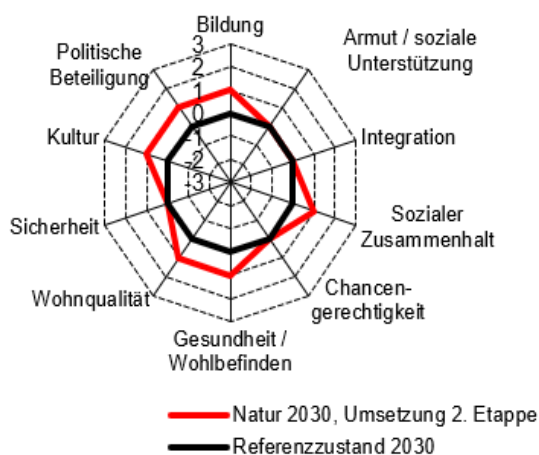 Bildung
Armut / soziale
Unterstützung
Integration
Sozialer
Zusammenhalt
Chancen-
gerechtigkeit
Gesundheit /
Wohlbefinden
Wohnqualität
Sicherheit
Kultur
Politische
Beteiligung
3
2
1
0
-1
-2
-3
Natur 2030, Umsetzung 2. Etappe
Referenzzustand 2030